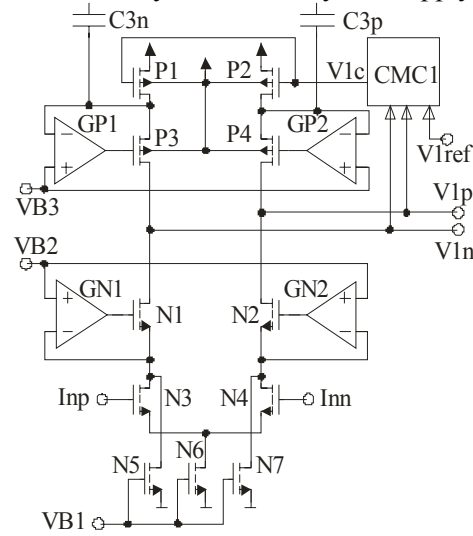 C3n C3p
P1 P2 V1c CMC1
GP1 P3 P4 GP2
V1ref
VB3 V1p
VB2 V1n
GN1 N1 N2 GN2
Inp N3 N4 Inn
N5 N6 N7
VB1